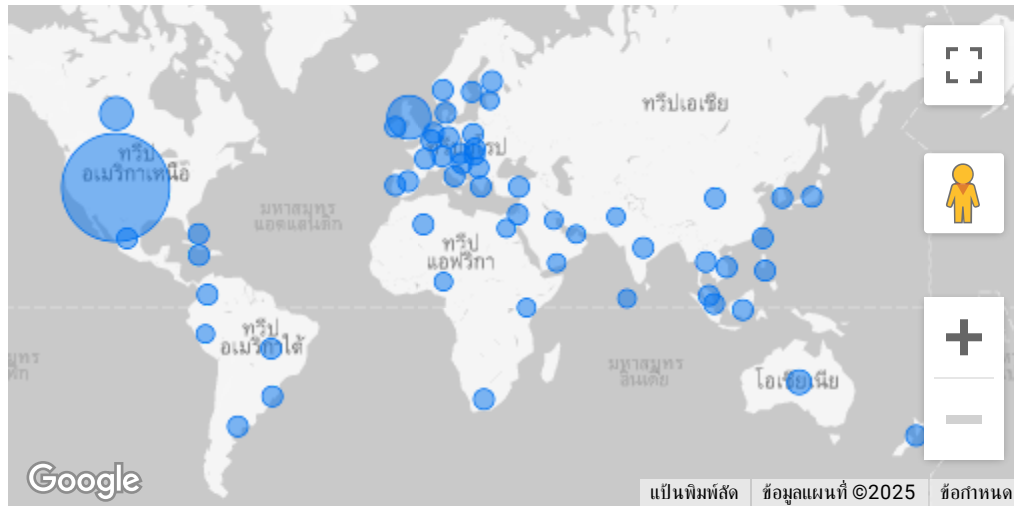 ทวีปเอเชีย
ทวีป
อเมริกาเหนือ
มหาสมุทร
แอตแลนติก
ทวีป
แอฟริกา
ทวีป
อเมริกาใต้
มหาสมุทร
อินเดีย
โอเชียเนีย
Google
แป้นพิมพ์ลัด
ข้อมูลแผนที่ ©2025
ข้อกำหนด